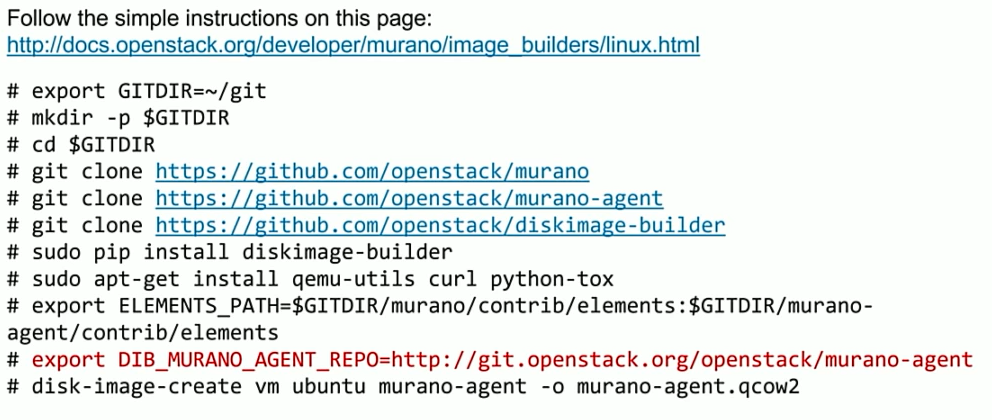 Follow the simple instructions on this page:
http://docs.openstack.org/developer/murano/image_builders/linux.html
# export GITDIR=~/git
# mkdir -p $GITDIR
# cd $GITDIR
# git clone https://github.com/openstack/murano
# git clone https://github.com/openstack/murano-agent
# git clone https://github.com/openstack/diskimage-builder
# sudo pip install diskimage-builder
# sudo apt-get install qemu-utils curl python-tox
# export ELEMENTS_PATH=$GITDIR/murano/contrib/elements:$GITDIR/murano-
agent/contrib/elements
# export DIB_MURANO_AGENT_REPO=http://git.openstack.org/openstack/murano-agent
# disk-image-create vm ubuntu murano-agent -o murano-agent.qcow2